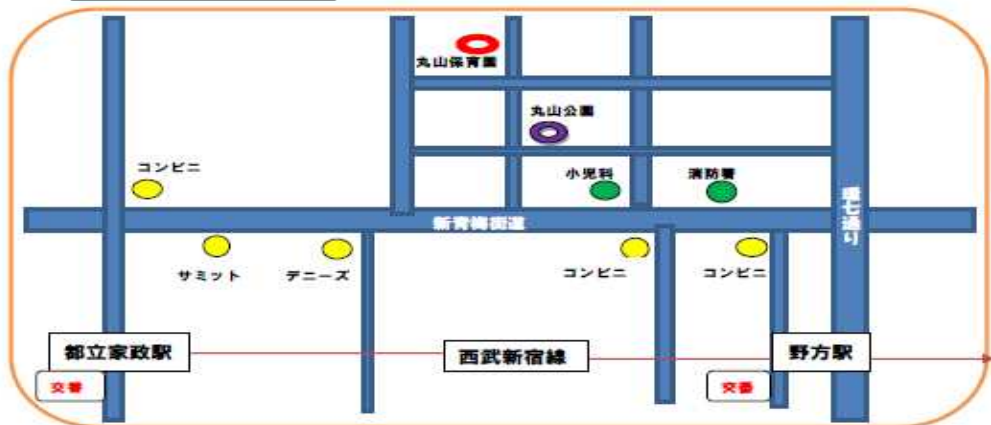 丸山保育園
丸山公園
コンビニ
小児科
消防署
新青梅街道
環七通り
サミット
デニーズ
コンビニ
コンビニ
都立家政駅
西武新宿線
野方駅
交番
交番